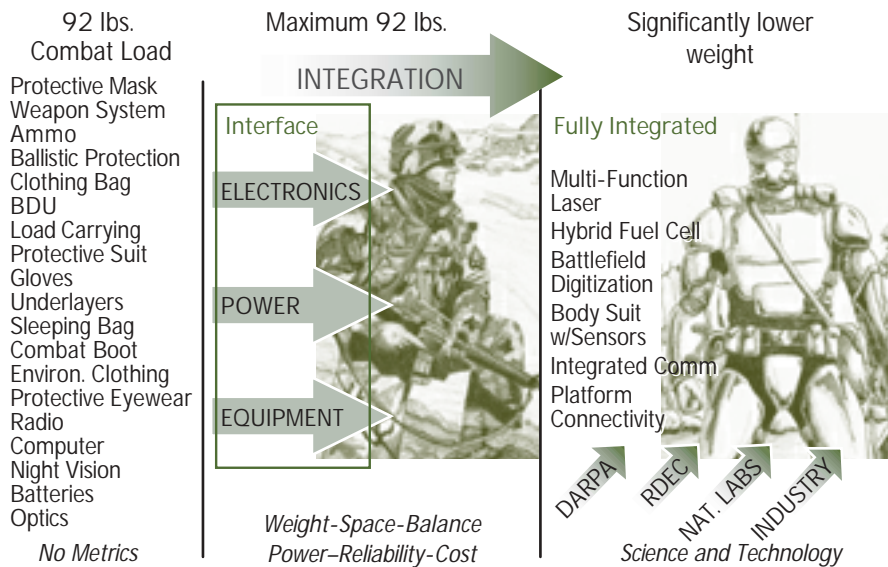 92 lbs.
Combat Load
Protective Mask
Weapon System
Ammo
Ballistic Protection
Clothing Bag
BDU
Load Carrying
Protective Suit
Gloves
Underlayers
Sleeping Bag
Combat Boot
Environ. Clothing
Protective Eyewear
Radio
Computer
Night Vision
Batteries
Optics
No Metrics
Maximum 92 lbs.
INTEGRATION
Interface
ELECTRONICS
POWER
EQUIPMENT
Weight-Space-Balance
Power–Reliability-Cost
Significantly lower
weight
Fully Integrated
Multi-Function
Laser
Hybrid Fuel Cell
Battlefield
Digitization
Body Suit
w/Sensors
Integrated Comm
Platform
Connectivity
DARPA
RDEC
NAT. LABS
INDUSTRY
Science and Technology